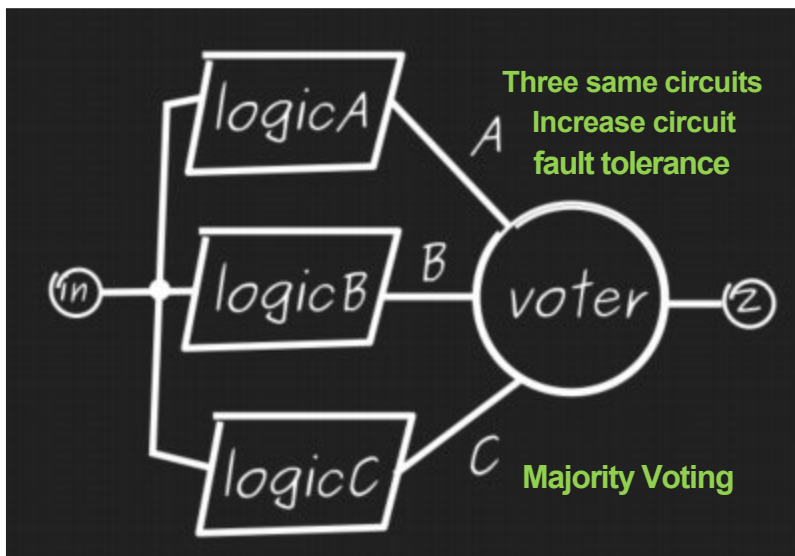 logicA
Three same circuits
Increase circuit
fault tolerance
A
in
logicB
B
voter
Z
logicC
C
Majority Voting